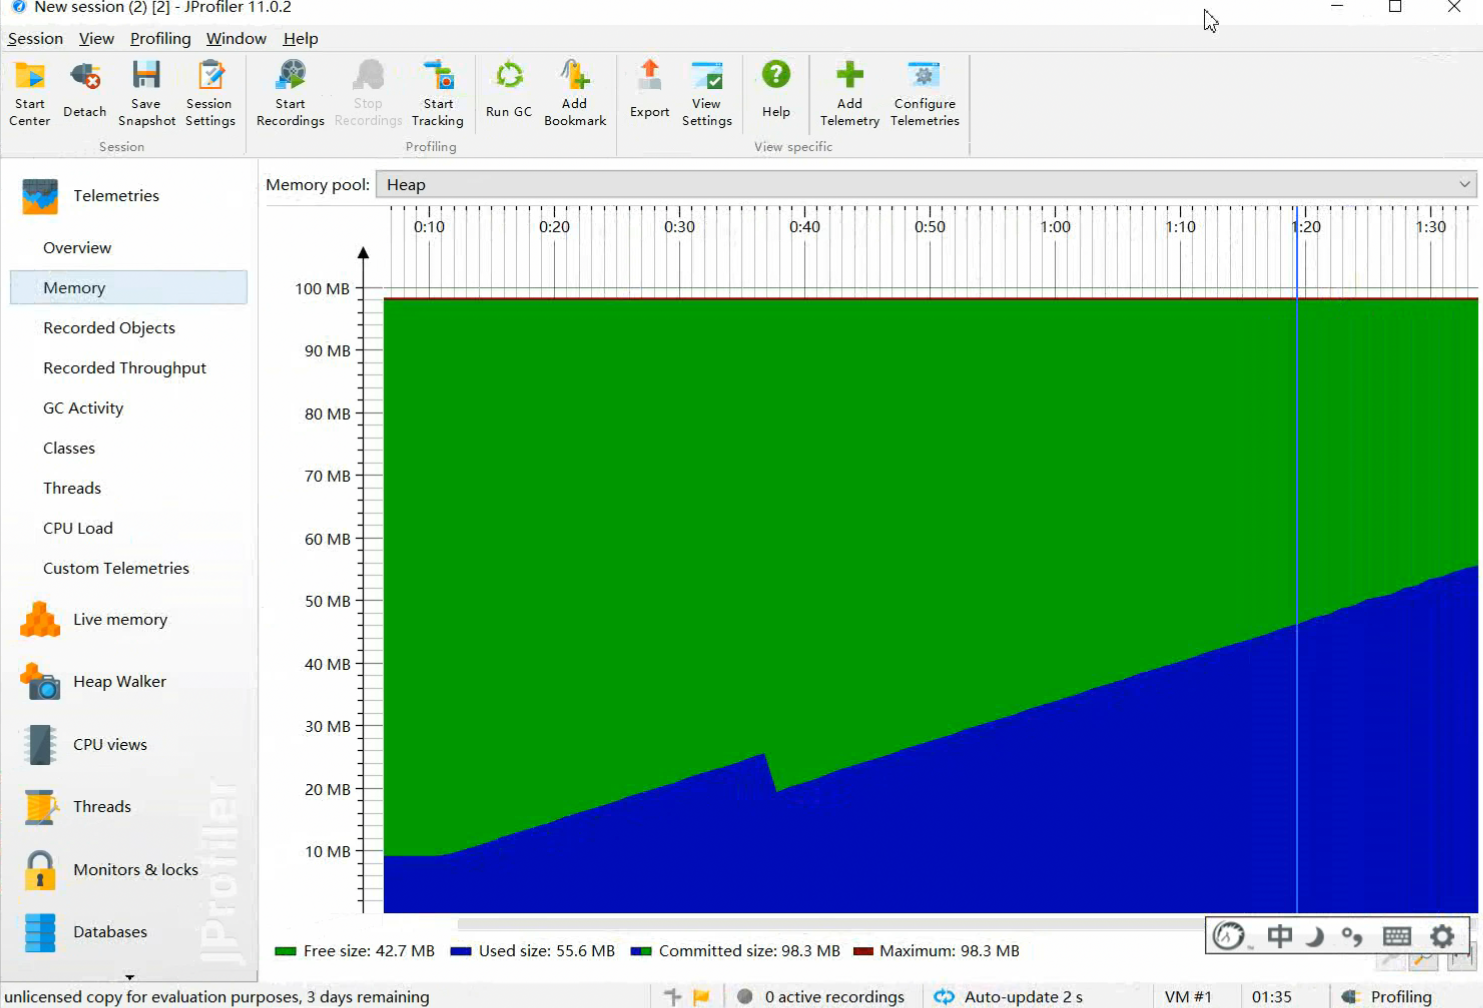 New session (2) [2] - JProfiler 11.0.2
Session View Profiling Window Help
Start Center
Detach
Save Snapshot
Session Settings
Start Recordings
Stop Recordings
Start Tracking
Run GC
Add Bookmark
Export
View Settings
Help
Add Telemetry
Configure Telemetries
Session
Profiling
View specific
Telemetries
Overview
Memory
Recorded Objects
Recorded Throughput
GC Activity
Classes
Threads
CPU Load
Custom Telemetries
Live memory
Heap Walker
CPU views
Threads
Monitors & locks
Databases
JProfiler
Memory pool: Heap
0:10 0:20 0:30 0:40 0:50 1:00 1:10 1:20 1:30
100 MB
90 MB
80 MB
70 MB
60 MB
50 MB
40 MB
30 MB
20 MB
10 MB
Free size: 42.7 MB Used size: 55.6 MB Committed size: 98.3 MB Maximum: 98.3 MB
中
unlicensed copy for evaluation purposes, 3 days remaining
0 active recordings
Auto-update 2 s
VM #1
01:35
Profiling